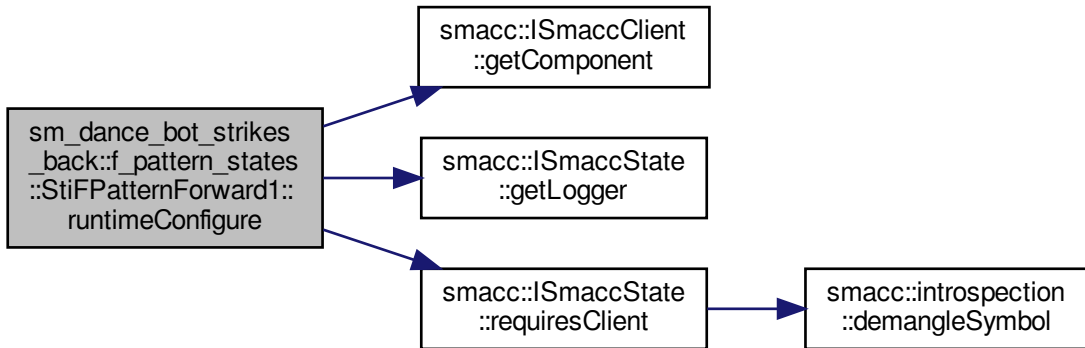 smacc::ISmaccClient
::getComponent
sm_dance_bot_strikes
_back::f_pattern_states
::StiFPatternForward1::
runtimeConfigure
smacc::ISmaccState
::getLogger
smacc::ISmaccState
::requiresClient
smacc::introspection
::demangleSymbol